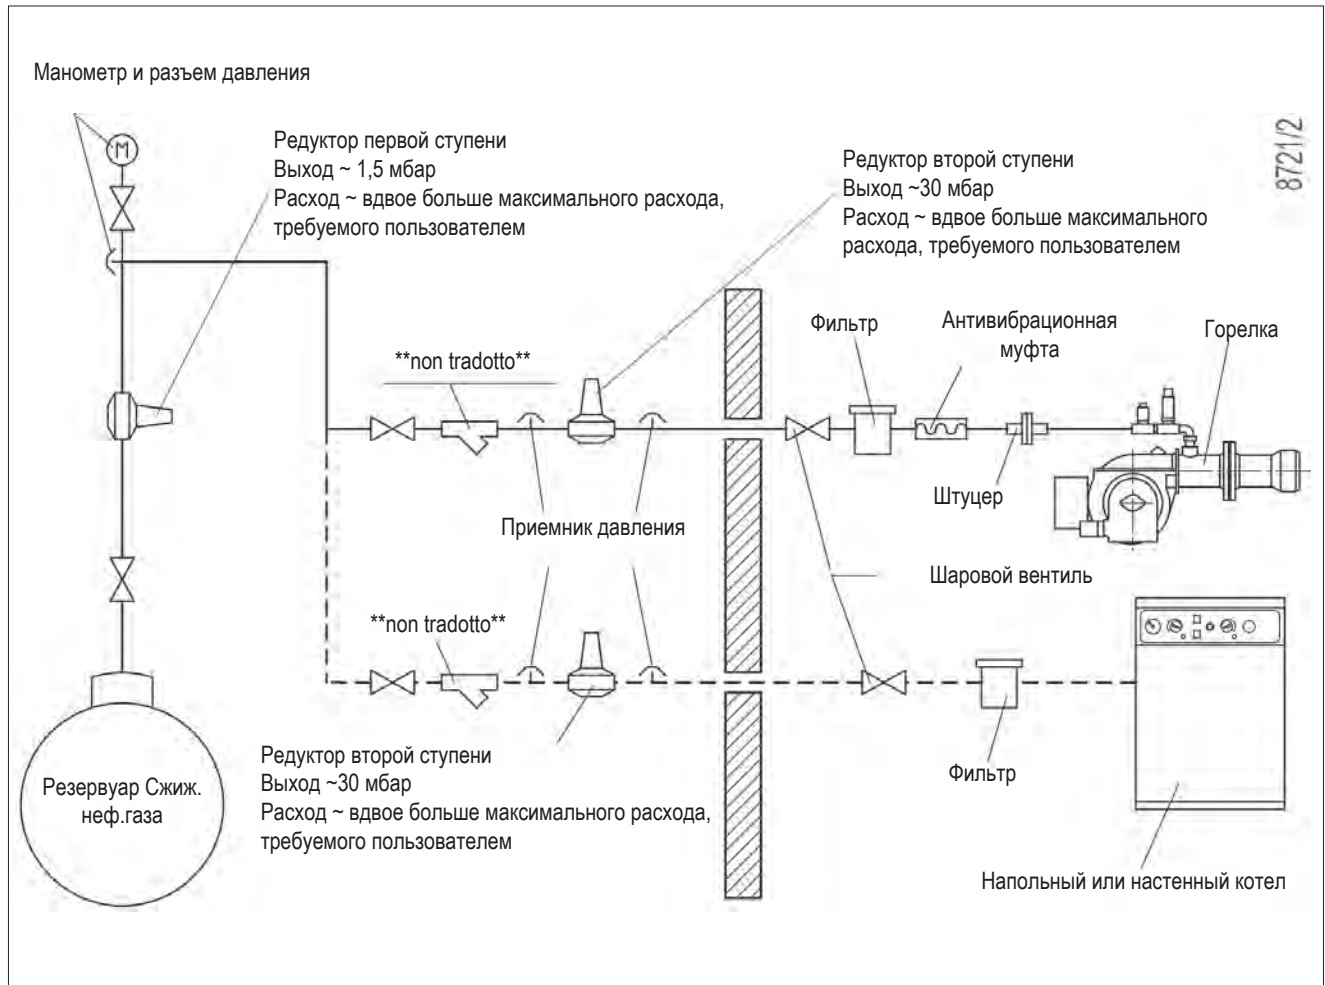 Манометр и разъем давления
M
Редуктор первой ступени
Выход ~ 1,5 мбар
Расход ~ вдвое больше максимального расхода,
требуемого пользователем
Редуктор второй ступени
Выход ~30 мбар
Расход ~ вдвое больше максимального
расхода, требуемого пользователем
8721/2
**non tradotto**
Фильтр
Антивибрационная
муфта
Горелка
Штуцер
Приемник давления
Шаровой вентиль
**non tradotto**
Редуктор второй ступени
Выход ~30 мбар
Расход ~ вдвое больше максимального расхода,
требуемого пользователем
Резервуар Сжиж.
неф.газа
Фильтр
Напольный или настенный котел